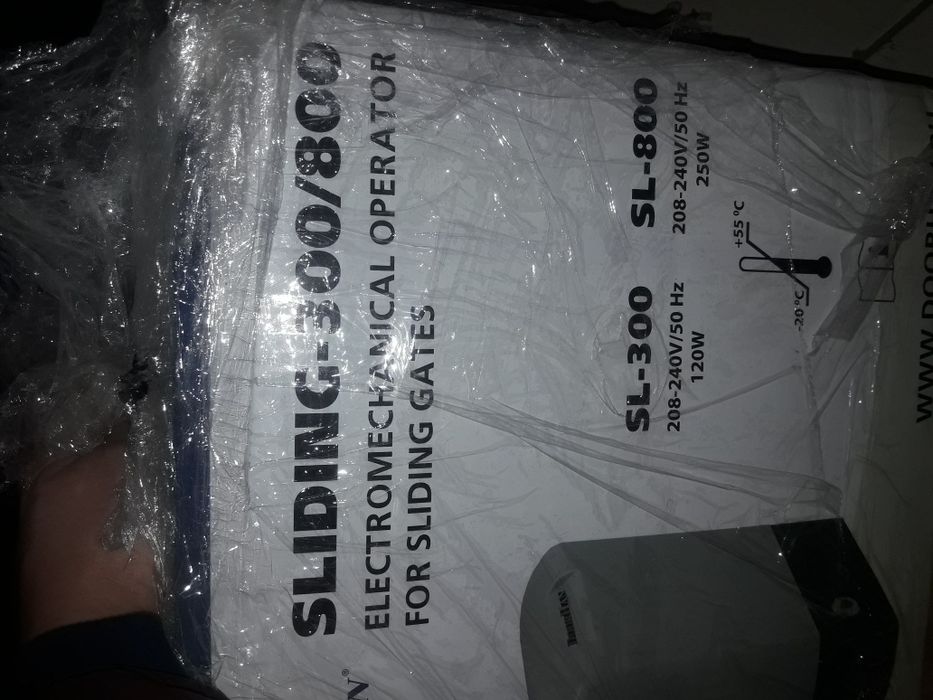 SLIDING-300/800
ELECTROMECHANICAL OPERATOR
FOR SLIDING GATES
SL-300
208-240V/50 Hz
120W
SL-800
208-240V/50 Hz
250W
-20 °C
+55 °C
N®